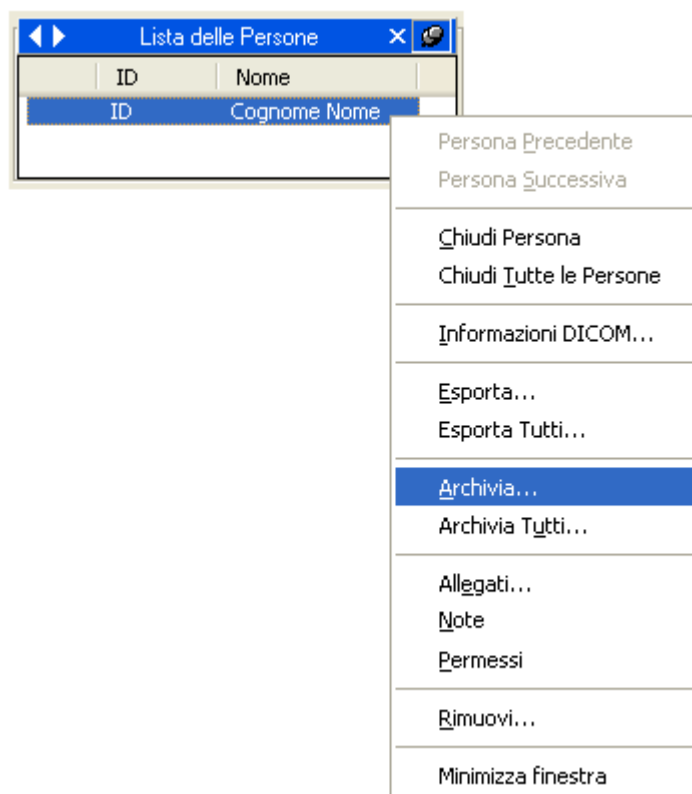 Lista delle Persone
ID Nome
ID Cognome Nome
Persona Precedente
Persona Successiva
Chiudi Persona
Chiudi Tutte le Persone
Informazioni DICOM...
Esporta...
Esporta Tutti...
Archivia...
Archivia Tutti...
Allegati...
Note
Permessi
Rimuovi...
Minimizza finestra